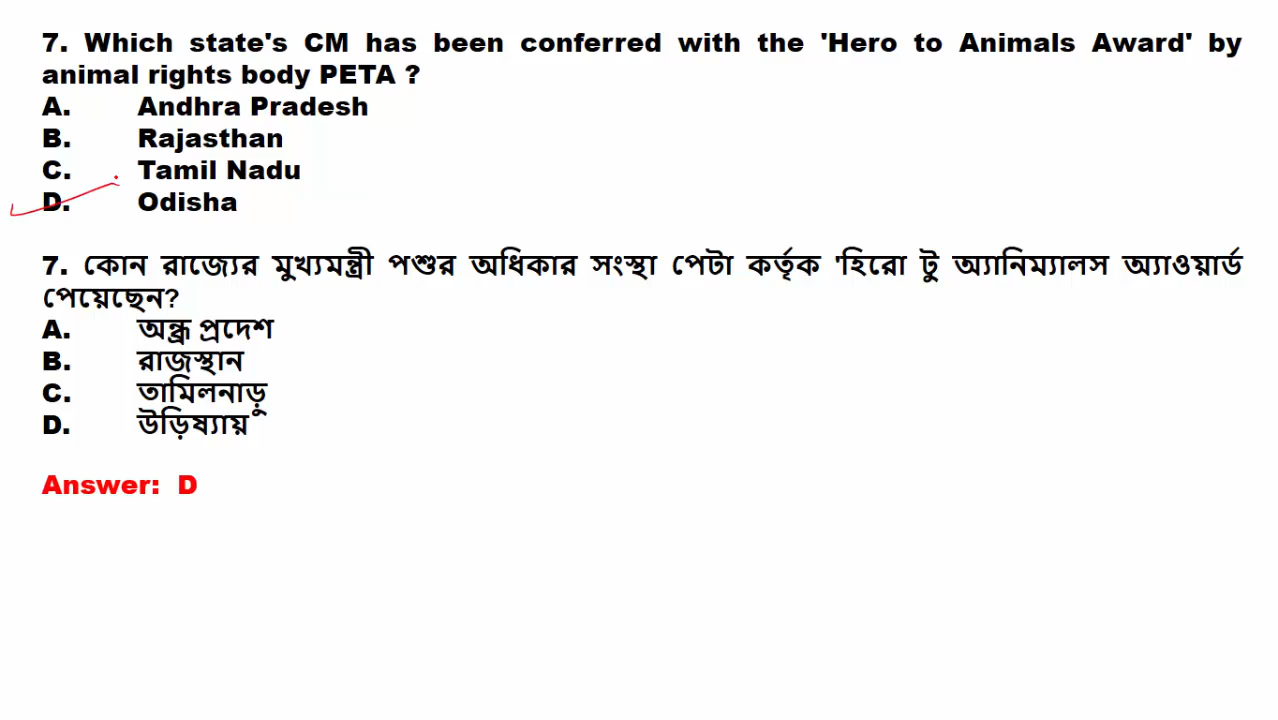 7. Which state's CM has been conferred with the 'Hero to Animals Award' by
animal rights body PETA ?
A. Andhra Pradesh
B. Rajasthan
C. Tamil Nadu
D. Odisha
7. কোন রাজ্যের মুখ্যমন্ত্রী পশুর অধিকার সংস্থা পেটা কর্তৃক 'হিরো টু অ্যানিম্যালস অ্যাওয়ার্ড
পেয়েছেন?
A. অন্ধ্র প্রদেশ
B. রাজস্থান
C. তামিলনাড়ু
D. উড়িষ্যায়
Answer: D